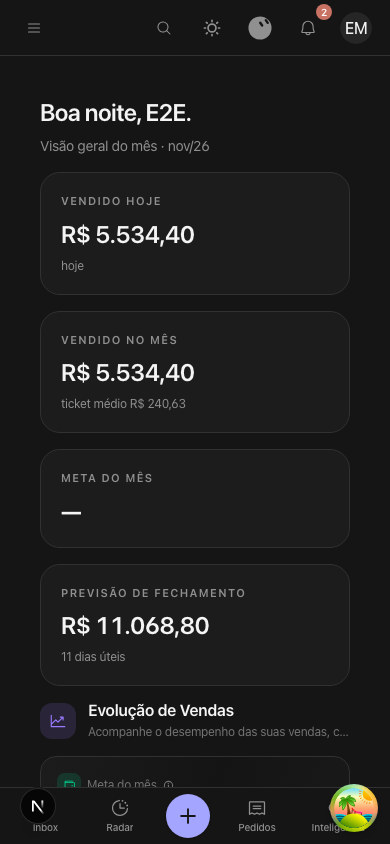 2
EM
Boa noite, E2E.
Visão geral do mês · nov/26
VENDIDO HOJE
R$ 5.534,40
hoje
VENDIDO NO MÊS
R$ 5.534,40
ticket médio R$ 240,63
META DO MÊS
—
PREVISÃO DE FECHAMENTO
R$ 11.068,80
11 dias úteis
Evolução de Vendas
Acompanhe o desempenho das suas vendas, c...
Meta do mês
N
Inbox
Radar
Pedidos